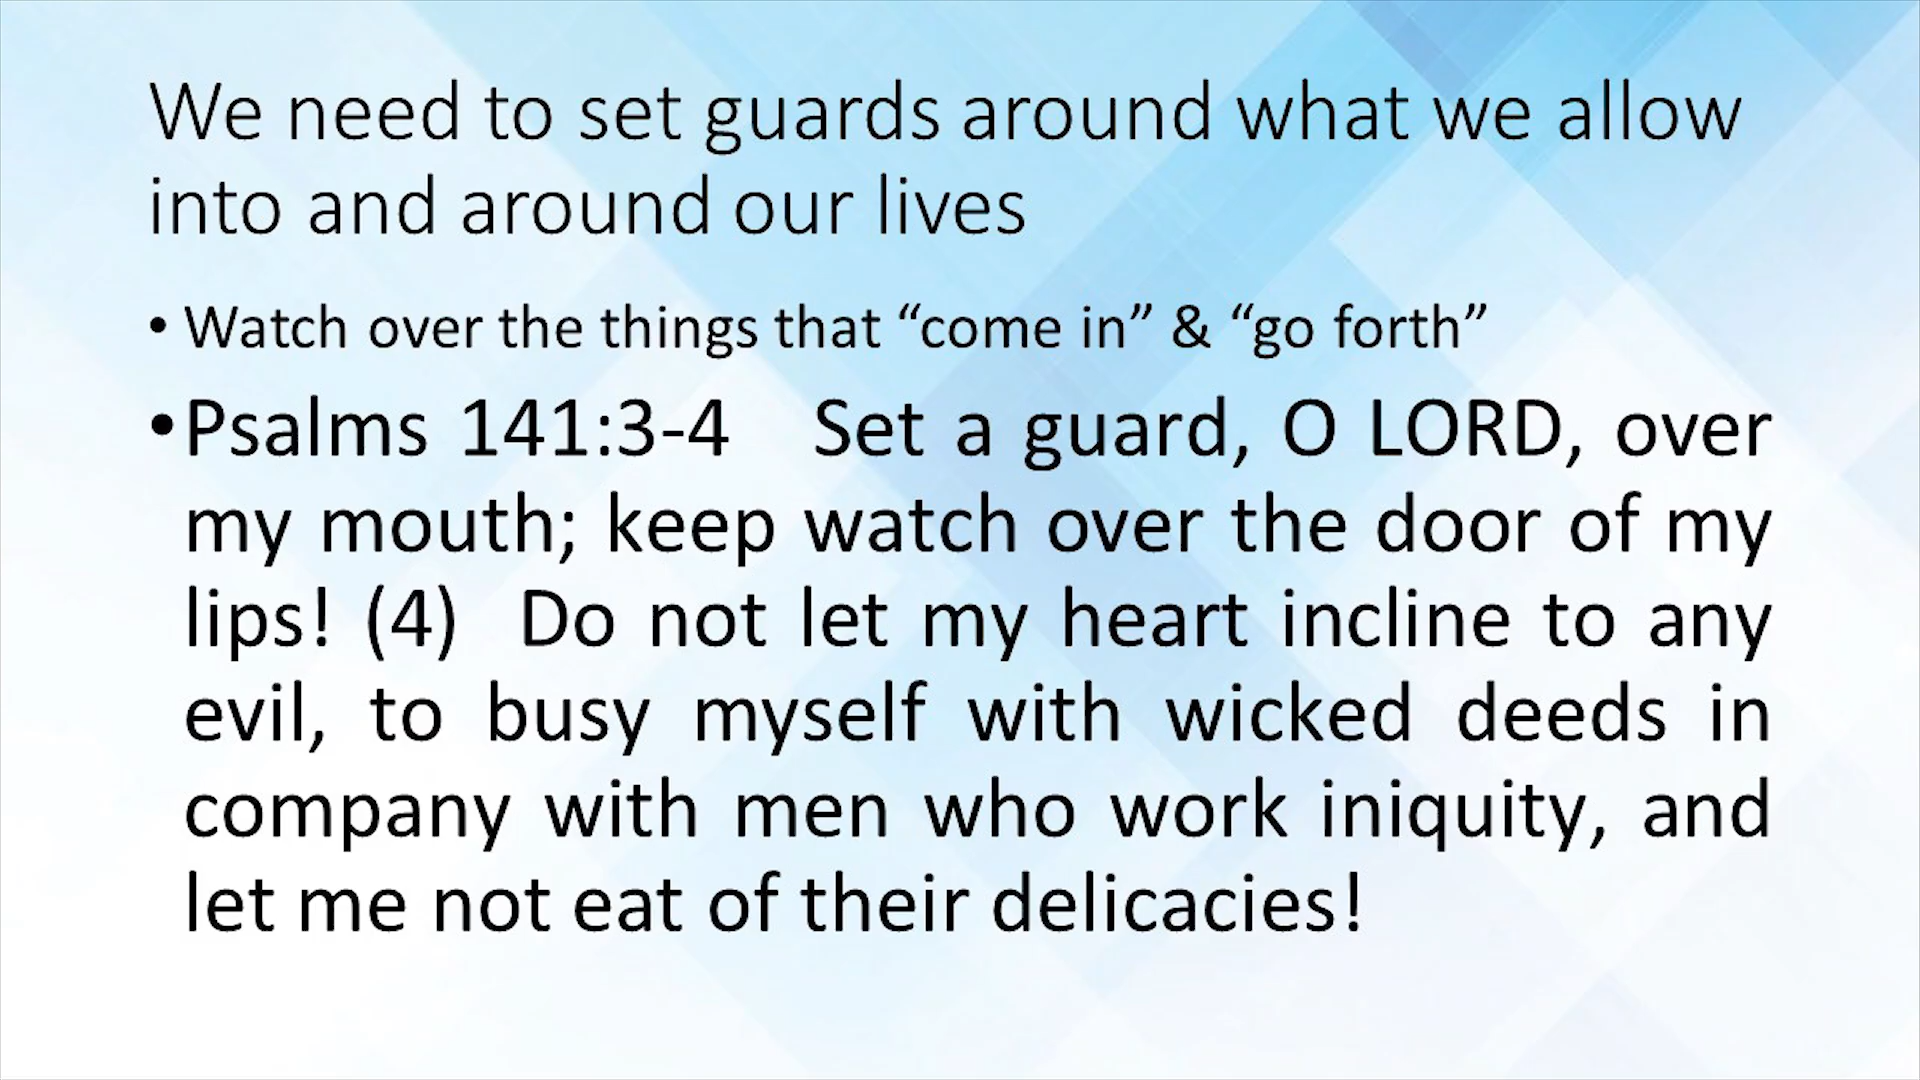 We need to set guards around what we allow
into and around our lives
• Watch over the things that “come in” & “go forth”
• Psalms 141:3-4 Set a guard, O LORD, over
my mouth; keep watch over the door of my
lips! (4) Do not let my heart incline to any
evil, to busy myself with wicked deeds in
company with men who work iniquity, and
let me not eat of their delicacies!